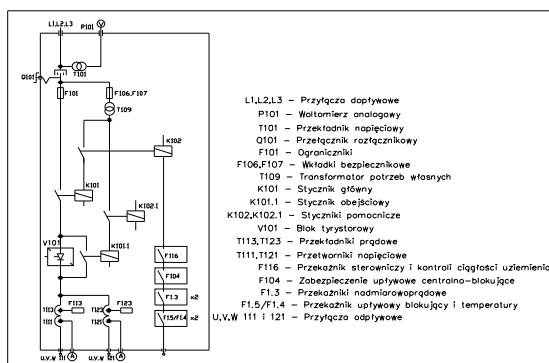 L1,L2,L3
P101
V
T101
Q101
F101
F106,F107
T109
K102
K101
K102.1
V101
K101.1
F116
F104
F1.3 x2
F1.5/F1.4 x2
T113
F113
T123
F123
T111
T121
U,V,W 111
A
U,V,W 121
A
L1,L2,L3 – Przyłącza dopływowe
P101 – Woltomierz analogowy
T101 – Przekładnik napięciowy
Q101 – Przełącznik rozłącznikowy
F101 – Ograniczniki
F106,F107 – Wkładki bezpiecznikowe
T109 – Transformator potrzeb własnych
K101 – Stycznik główny
K101.1 – Stycznik obejściowy
K102,K102.1 – Styczniki pomocnicze
V101 – Blok tyrystorowy
T113,T123 – Przekładniki prądowe
T111,T121 – Przetworniki napięciowe
F116 – Przekaźnik sterowniczy i kontroli ciągłości uziemienia
F104 – Zabezpieczenie upływowe centralno–blokujące
F1.3 – Przekaźniki nadmiarowoprądowe
F1.5/F1.4 – Przekaźnik upływowy blokujący i temperatury
U,V,W 111 i 121 – Przyłącza odpływowe